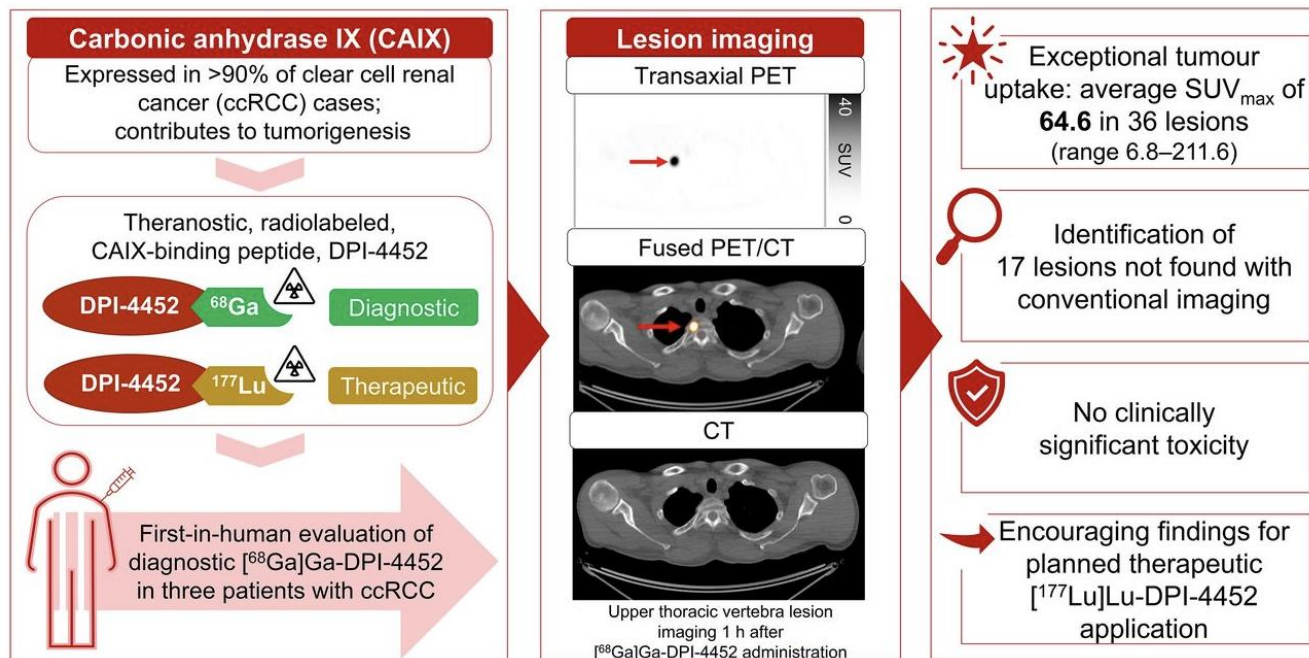 Carbonic anhydrase IX (CAIX)
Expressed in >90% of clear cell renal
cancer (ccRCC) cases;
contributes to tumorigenesis
Theranostic, radiolabeled,
CAIX-binding peptide, DPI-4452
DPI-4452 ⁶⁸Ga Diagnostic
DPI-4452 ¹⁷⁷Lu Therapeutic
First-in-human evaluation of
diagnostic [⁶⁸Ga]Ga-DPI-4452
in three patients with ccRCC
Lesion imaging
Transaxial PET
40
SUV
0
Fused PET/CT
CT
Upper thoracic vertebra lesion
imaging 1 h after
[⁶⁸Ga]Ga-DPI-4452 administration
Exceptional tumour
uptake: average SUVmax of
64.6 in 36 lesions
(range 6.8–211.6)
Identification of
17 lesions not found with
conventional imaging
No clinically
significant toxicity
Encouraging findings for
planned therapeutic
[¹⁷⁷Lu]Lu-DPI-4452
application